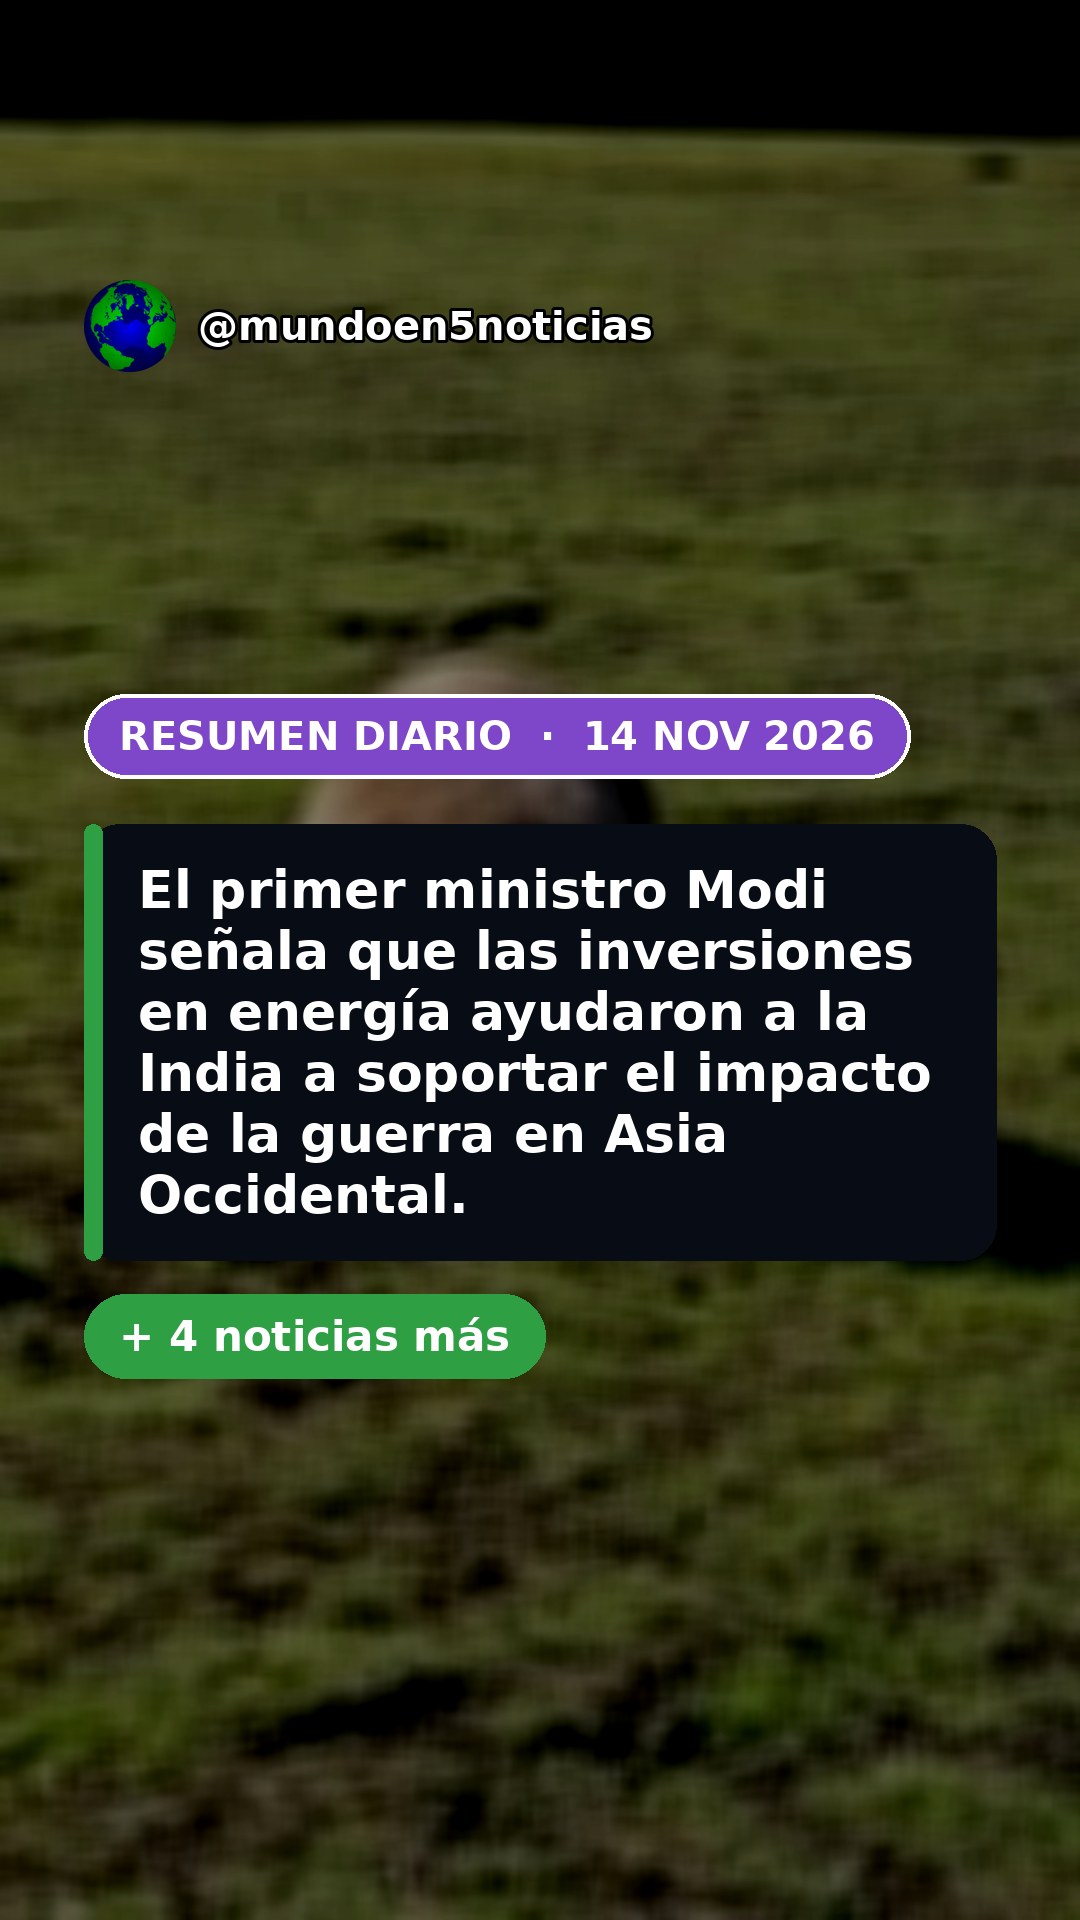 @mundoen5noticias
RESUMEN DIARIO · 14 NOV 2026
El primer ministro Modi
señala que las inversiones
en energía ayudaron a la
India a soportar el impacto
de la guerra en Asia
Occidental.
+ 4 noticias más